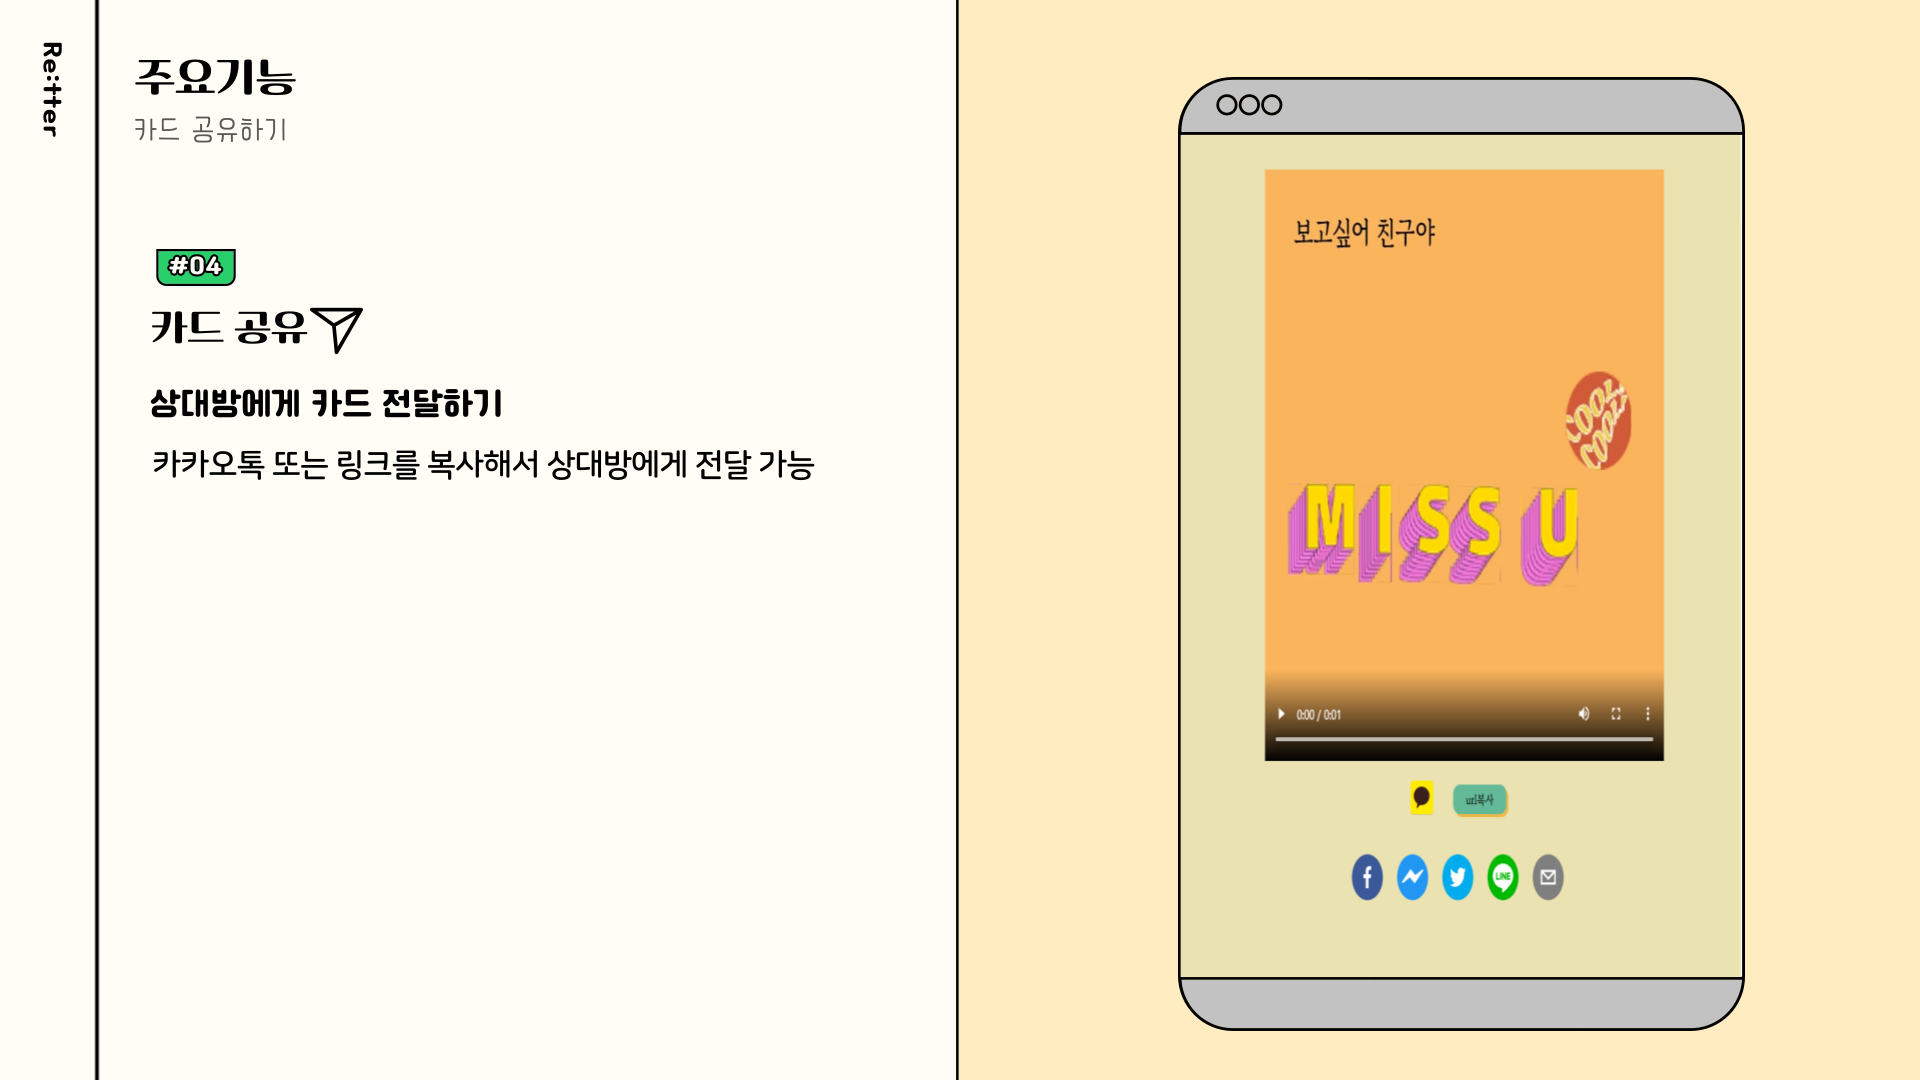 Re:tter
주요기능
카드 공유하기
#04
카드 공유
상대방에게 카드 전달하기
카카오톡 또는 링크를 복사해서 상대방에게 전달 가능
보고싶어 친구야
COOL
COOL
MISS U
0:00 / 0:01
url복사
LINE